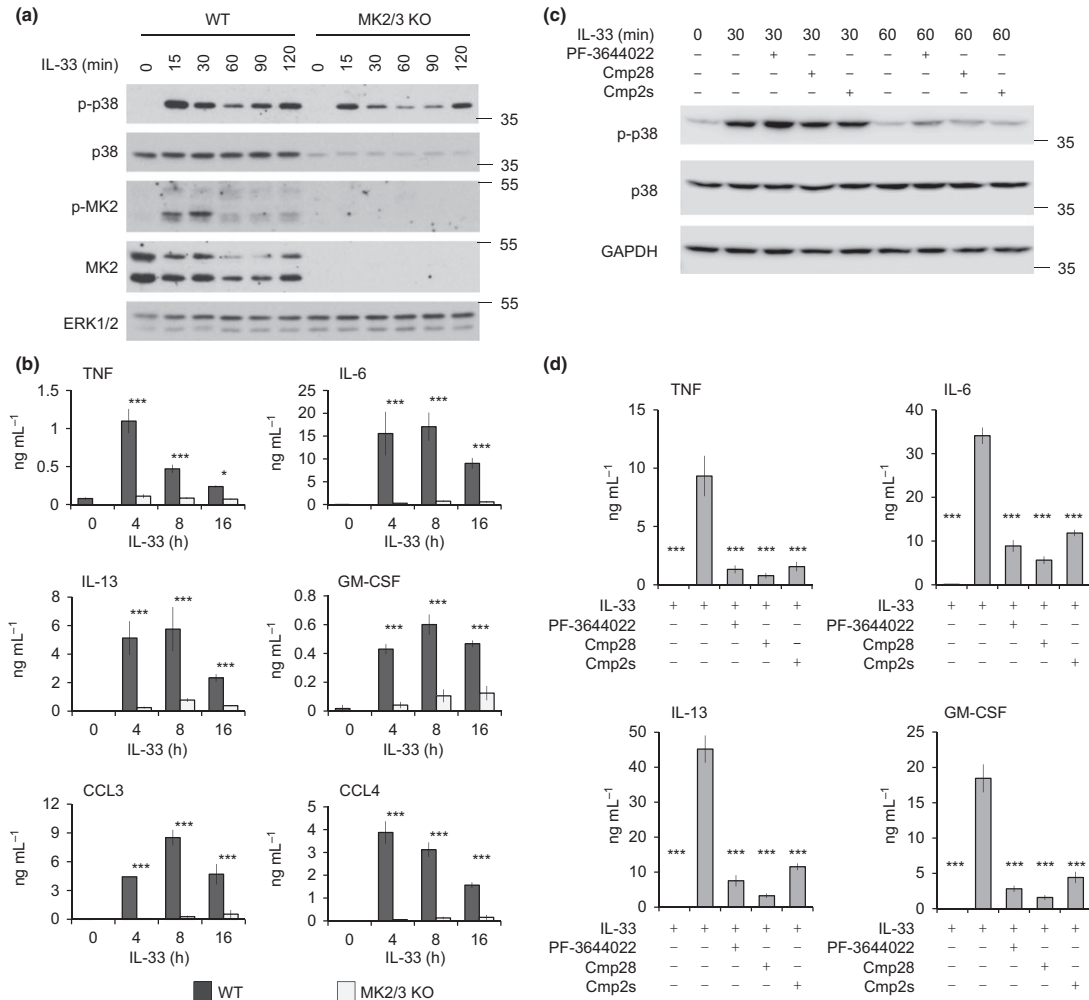 (a)
WT MK2/3 KO
IL-33 (min) 0 15 30 60 90 120 0 15 30 60 90 120
p-p38
35
p38
35
55
p-MK2
55
MK2
55
ERK1/2
(b)
TNF
ng mL–1
1.5
1
0.5
0
*** *** *
0 4 8 16
IL-33 (h)
IL-6
ng mL–1
25
20
15
10
5
0
*** *** ***
0 4 8 16
IL-33 (h)
IL-13
ng mL–1
8
6
4
2
0
*** *** ***
0 4 8 16
IL-33 (h)
GM-CSF
ng mL–1
0.8
0.6
0.4
0.2
0
*** *** ***
0 4 8 16
IL-33 (h)
CCL3
ng mL–1
12
9
6
3
0
*** *** ***
0 4 8 16
IL-33 (h)
CCL4
ng mL–1
5
4
3
2
1
0
*** *** ***
0 4 8 16
IL-33 (h)
WT MK2/3 KO
(c)
IL-33 (min) 0 30 30 30 30 60 60 60 60
PF-3644022 – – + – – – + – –
Cmp28 – – – + – – – + –
Cmp2s – – – – + – – – +
p-p38
35
p38
35
GAPDH
35
(d)
TNF
ng mL–1
15
10
5
0
*** *** *** ***
IL-33 + + + + +
PF-3644022 – – + – –
Cmp28 – – – + –
Cmp2s – – – – +
IL-6
ng mL–1
40
30
20
10
0
*** *** *** ***
IL-33 + + + + +
PF-3644022 – – + – –
Cmp28 – – – + –
Cmp2s – – – – +
IL-13
ng mL–1
50
40
30
20
10
0
*** *** *** ***
IL-33 + + + + +
PF-3644022 – – + – –
Cmp28 – – – + –
Cmp2s – – – – +
GM-CSF
ng mL–1
25
20
15
10
5
0
*** *** *** ***
IL-33 + + + + +
PF-3644022 – – + – –
Cmp28 – – – + –
Cmp2s – – – – +